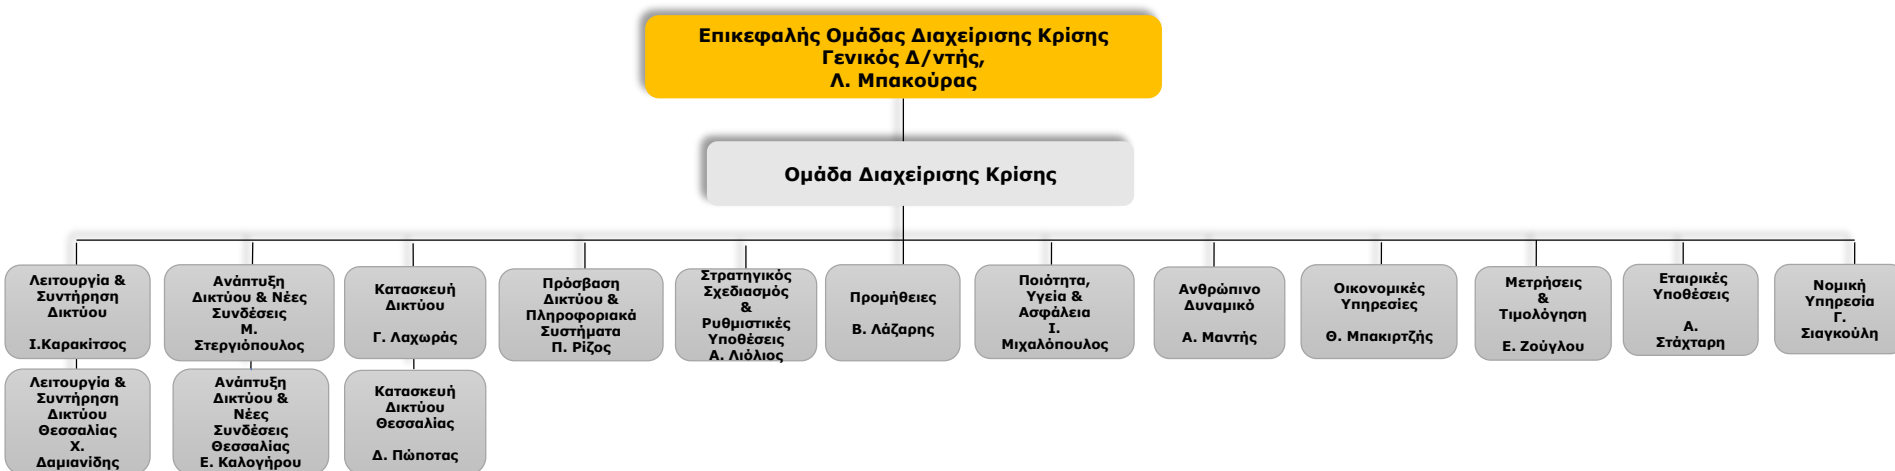 Επικεφαλής Ομάδας Διαχείρισης Κρίσης
Γενικός Δ/ντής,
Λ. Μπακούρας
Ομάδα Διαχείρισης Κρίσης
Λειτουργία &
Συντήρηση
Δικτύου
Ι.Καρακίτσος
Ανάπτυξη
Δικτύου & Νέες
Συνδέσεις
Μ.
Στεργιόπουλος
Κατασκευή
Δικτύου
Γ. Λαχωράς
Πρόσβαση
Δικτύου &
Πληροφοριακά
Συστήματα
Π. Ρίζος
Στρατηγικός
Σχεδιασμός
&
Ρυθμιστικές
Υποθέσεις
Α. Λιόλιος
Προμήθειες
Β. Λάζαρης
Ποιότητα,
Υγεία &
Ασφάλεια
Ι.
Μιχαλόπουλος
Ανθρώπινο
Δυναμικό
Α. Μαντής
Οικονομικές
Υπηρεσίες
Θ. Μπακιρτζής
Μετρήσεις
&
Τιμολόγηση
Ε. Ζούγλου
Εταιρικές
Υποθέσεις
Α.
Στάχταρη
Νομική
Υπηρεσία
Γ.
Σιαγκούλη
Λειτουργία &
Συντήρηση
Δικτύου
Θεσσαλίας
Χ.
Δαμιανίδης
Ανάπτυξη
Δικτύου &
Νέες
Συνδέσεις
Θεσσαλίας
Ε. Καλογήρου
Κατασκευή
Δικτύου
Θεσσαλίας
Δ. Πώποτας